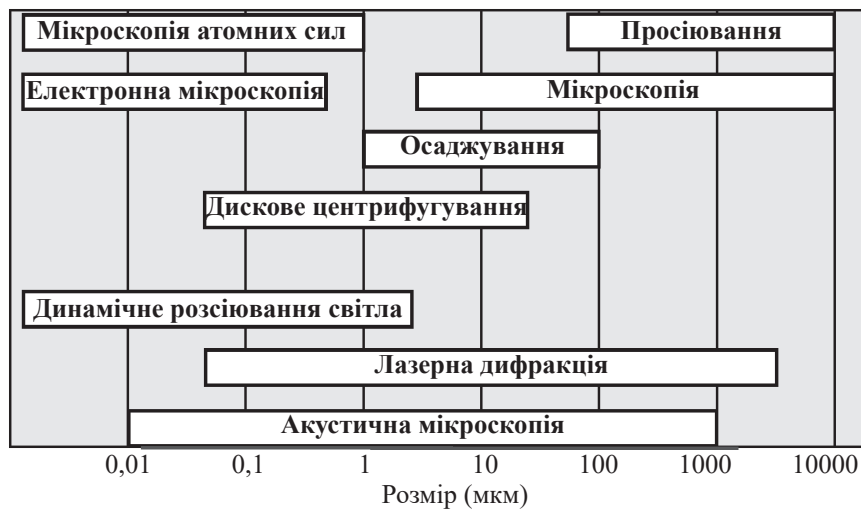 Мікроскопія атомних сил
Просіювання
Електронна мікроскопія
Мікроскопія
Осаджування
Дискове центрифугування
Динамічне розсіювання світла
Лазерна дифракція
Акустична мікроскопія
0,01 0,1 1 10 100 1000 10000
Розмір (мкм)